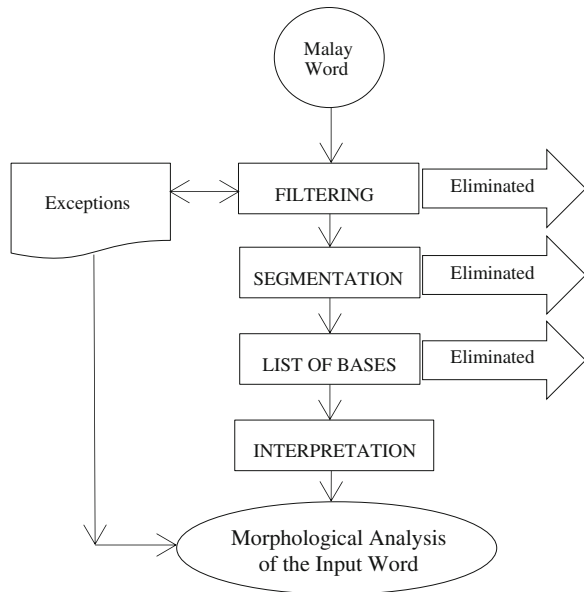 Malay
Word
Exceptions
FILTERING
Eliminated
SEGMENTATION
Eliminated
LIST OF BASES
Eliminated
INTERPRETATION
Morphological Analysis
of the Input Word